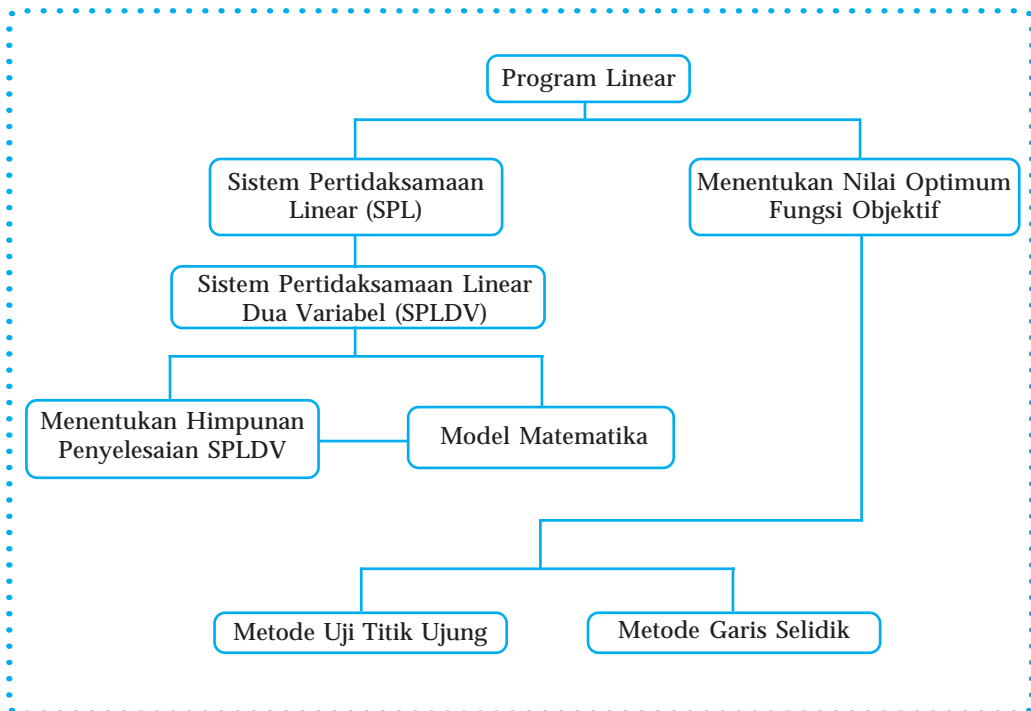 Program Linear
Sistem Pertidaksamaan
Linear (SPL)
Menentukan Nilai Optimum
Fungsi Objektif
Sistem Pertidaksamaan Linear
Dua Variabel (SPLDV)
Menentukan Himpunan
Penyelesaian SPLDV
Model Matematika
Metode Uji Titik Ujung
Metode Garis Selidik